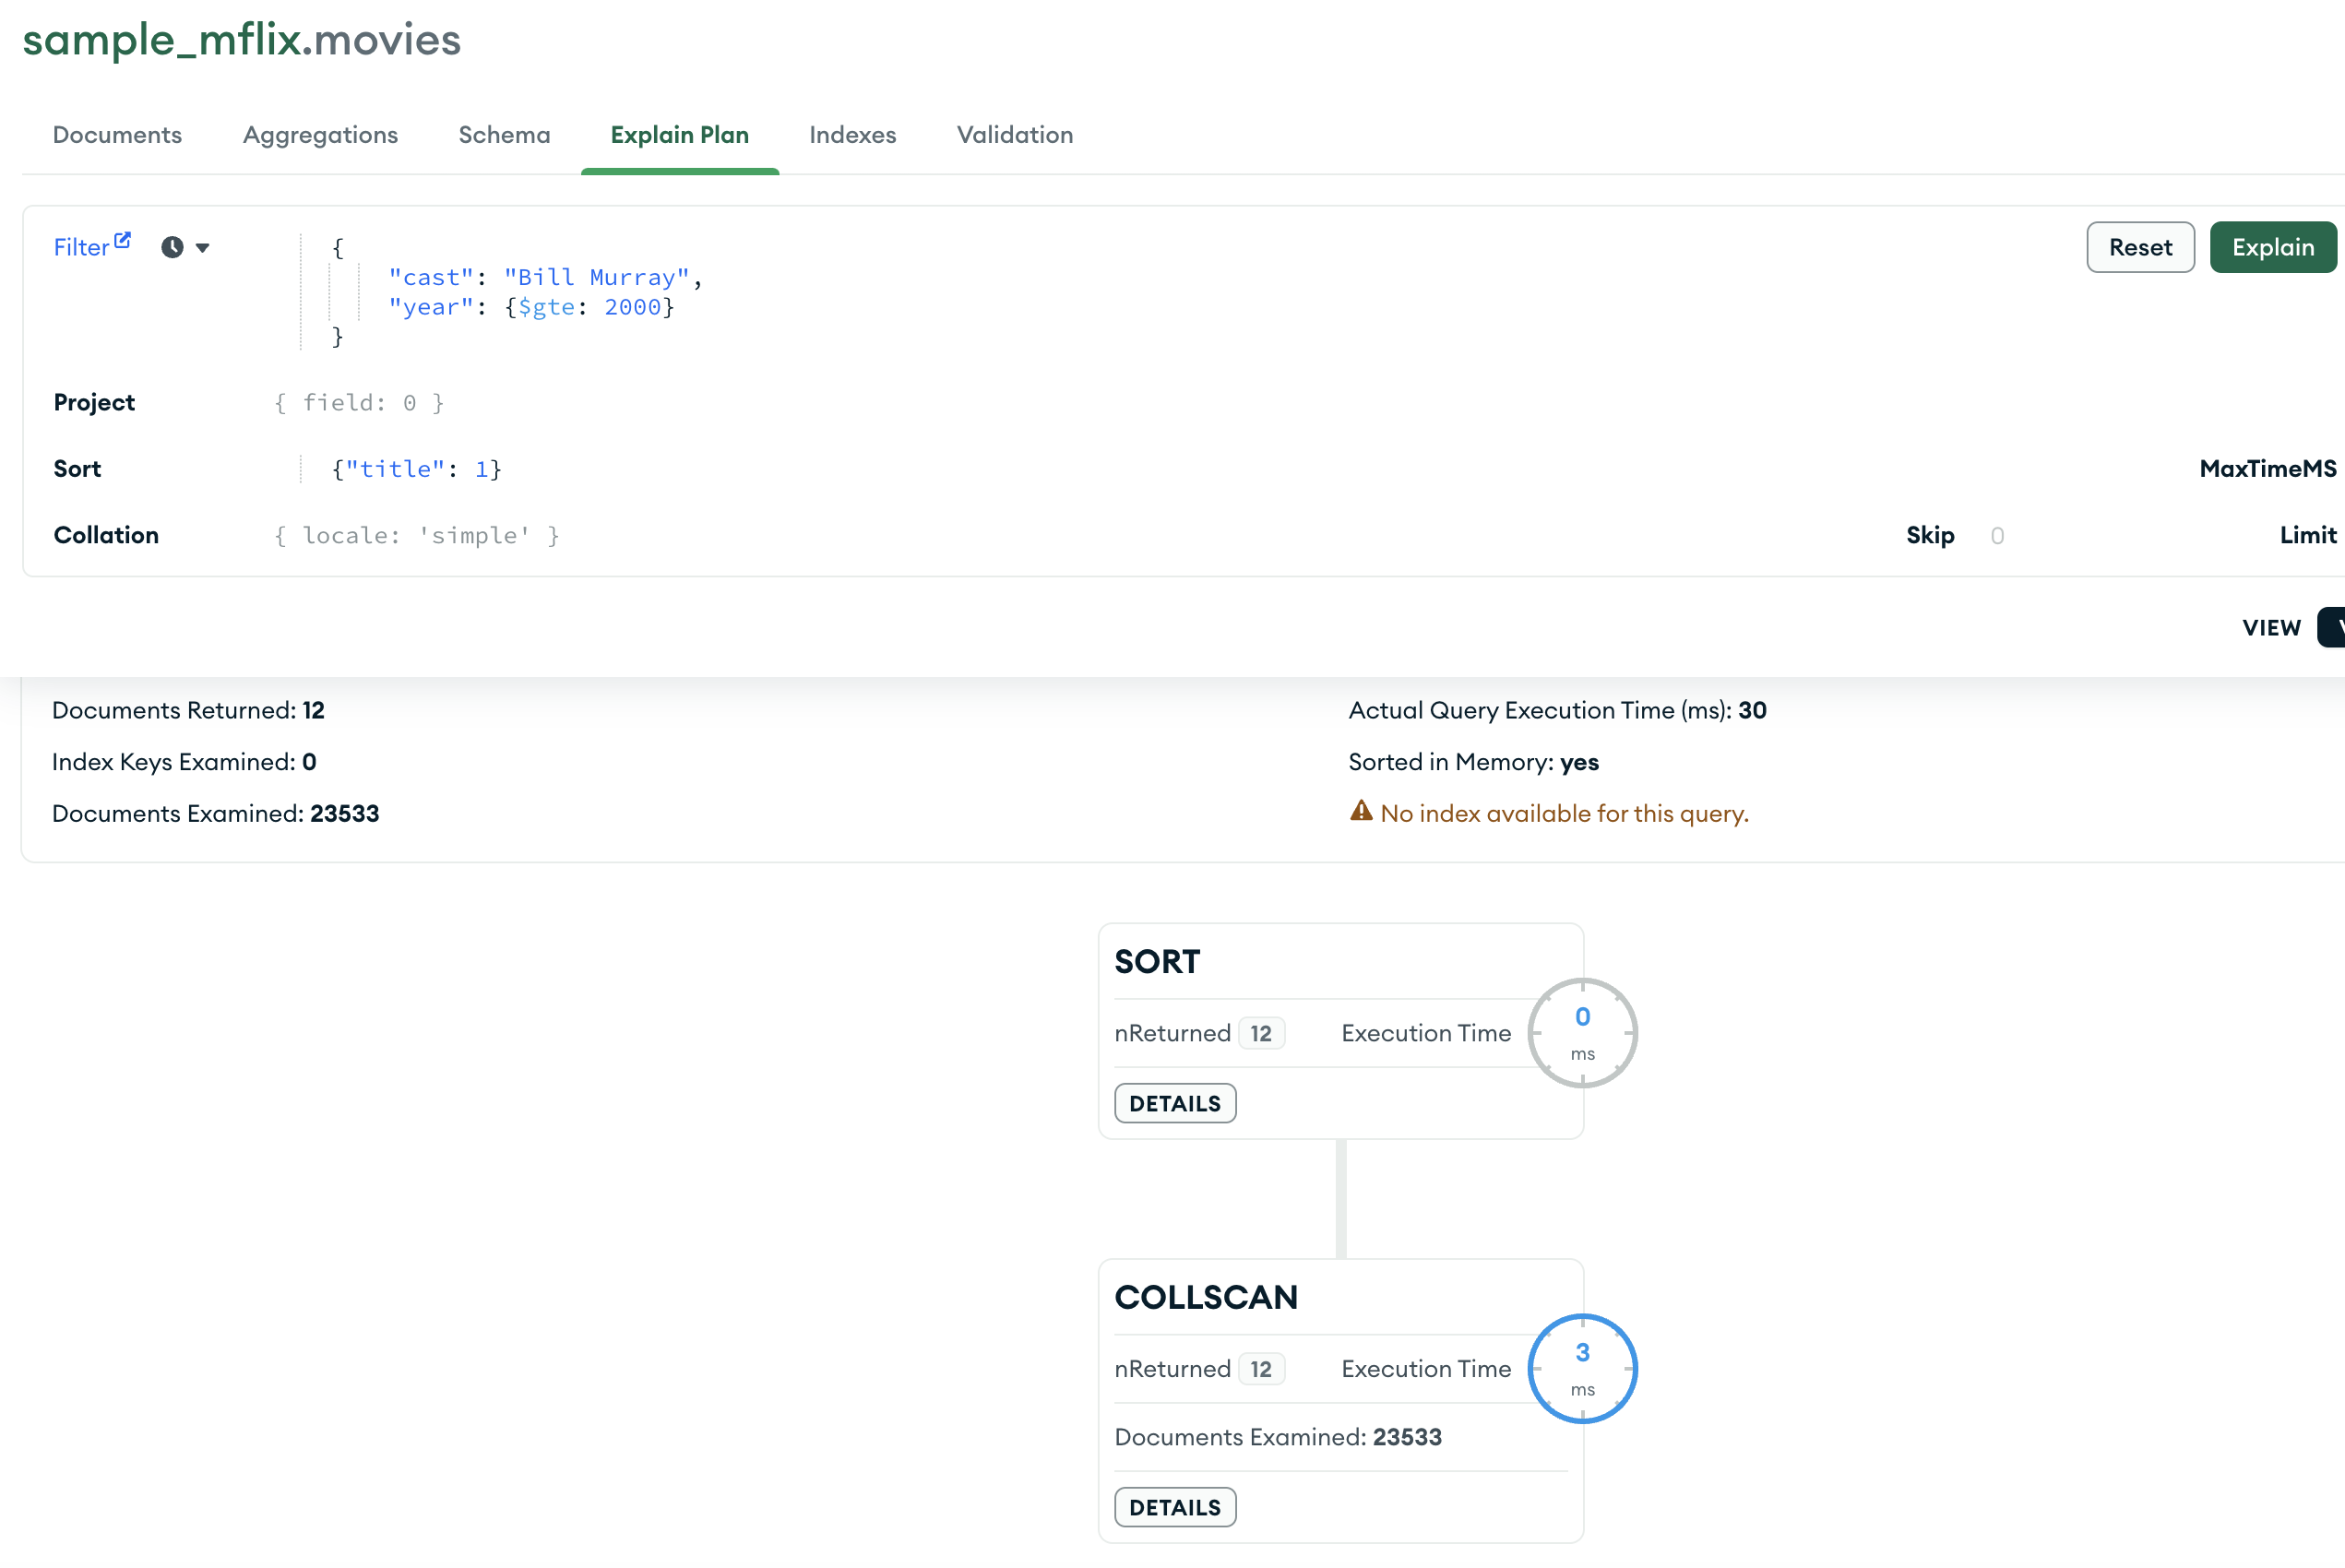 sample_mflix.movies
Documents Aggregations Schema Explain Plan Indexes Validation
Filter
{
"cast": "Bill Murray",
"year": {$gte: 2000}
}
Reset Explain
Project { field: 0 }
Sort {"title": 1} MaxTimeMS
Collation { locale: 'simple' } Skip 0 Limit
VIEW
Documents Returned: 12 Actual Query Execution Time (ms): 30
Index Keys Examined: 0 Sorted in Memory: yes
Documents Examined: 23533 No index available for this query.
SORT
nReturned 12 Execution Time 0 ms
DETAILS
COLLSCAN
nReturned 12 Execution Time 3 ms
Documents Examined: 23533
DETAILS